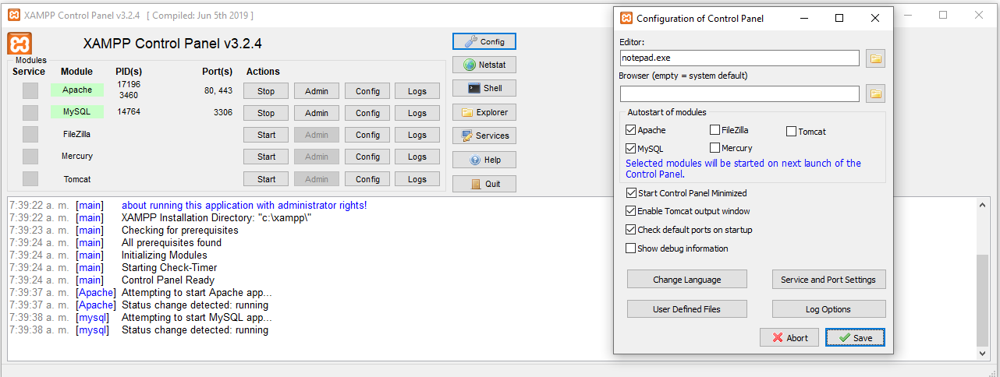 XAMPP Control Panel v3.2.4 [ Compiled: Jun 5th 2019 ]
XAMPP Control Panel v3.2.4
Modules
Service Module PID(s) Port(s) Actions
Apache 17196 3460 80, 443 Stop Admin Config Logs
MySQL 14764 3306 Stop Admin Config Logs
FileZilla Start Admin Config Logs
Mercury Start Admin Config Logs
Tomcat Start Admin Config Logs
Config
Netstat
Shell
Explorer
Services
Help
Quit
7:39:22 a. m. [main] about running this application with administrator rights!
7:39:22 a. m. [main] XAMPP Installation Directory: "c:\xampp\"
7:39:23 a. m. [main] Checking for prerequisites
7:39:24 a. m. [main] All prerequisites found
7:39:24 a. m. [main] Initializing Modules
7:39:24 a. m. [main] Starting Check-Timer
7:39:24 a. m. [main] Control Panel Ready
7:39:37 a. m. [Apache] Attempting to start Apache app...
7:39:37 a. m. [Apache] Status change detected: running
7:39:38 a. m. [mysql] Attempting to start MySQL app...
7:39:38 a. m. [mysql] Status change detected: running
Configuration of Control Panel
Editor:
notepad.exe
Browser (empty = system default)
Autostart of modules
Apache FileZilla Tomcat
MySQL Mercury
Selected modules will be started on next launch of the
Control Panel.
Start Control Panel Minimized
Enable Tomcat output window
Check default ports on startup
Show debug information
Change Language Service and Port Settings
User Defined Files Log Options
Abort Save